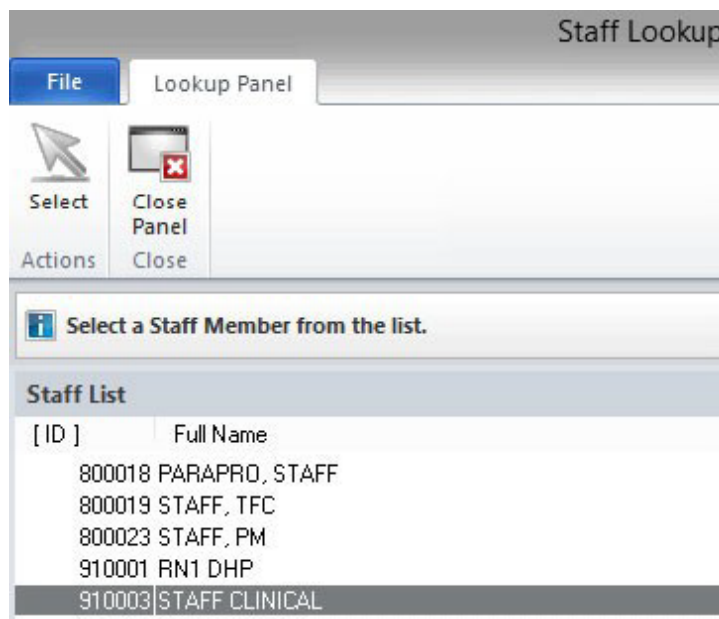 Staff Lookup
File Lookup Panel
Select Close Panel
Actions Close
Select a Staff Member from the list.
Staff List
[ ID ] Full Name
800018 PARAPRO, STAFF
800019 STAFF, TFC
800023 STAFF, PM
910001 RN1 DHP
910003 STAFF CLINICAL